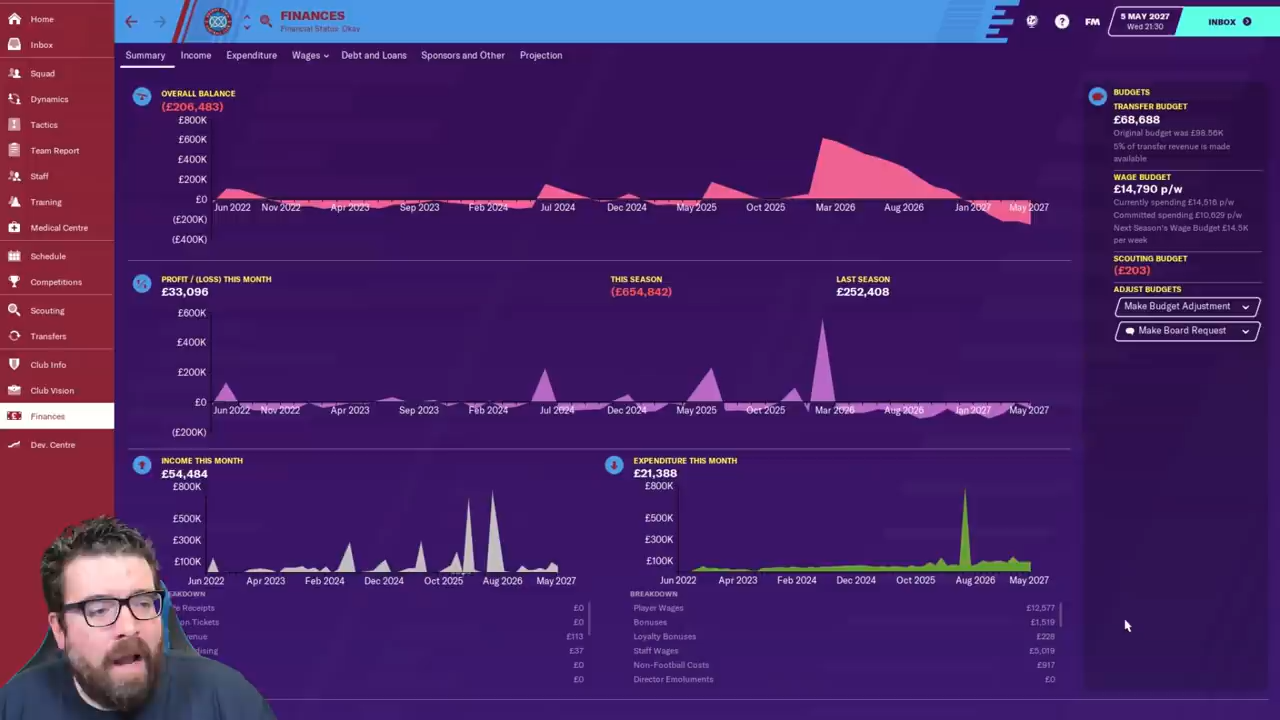 Home
Inbox
Squad
Dynamics
Tactics
Team Report
Staff
Training
Medical Centre
Schedule
Competitions
Scouting
Transfers
Club Info
Club Vision
Finances
Dev. Centre
FINANCES
Financial Status: Okay
?
FM
5 MAY 2027
Wed 21:30
INBOX
Summary
Income
Expenditure
Wages
Debt and Loans
Sponsors and Other
Projection
OVERALL BALANCE
(£206,483)
£800K
£600K
£400K
£200K
£0
(£200K)
(£400K)
Jun 2022 Nov 2022 Apr 2023 Sep 2023 Feb 2024 Jul 2024 Dec 2024 May 2025 Oct 2025 Mar 2026 Aug 2026 Jan 2027 May 2027
PROFIT / (LOSS) THIS MONTH
£33,096
THIS SEASON
(£654,842)
LAST SEASON
£252,408
£600K
£400K
£200K
£0
(£200K)
Jun 2022 Nov 2022 Apr 2023 Sep 2023 Feb 2024 Jul 2024 Dec 2024 May 2025 Oct 2025 Mar 2026 Aug 2026 Jan 2027 May 2027
INCOME THIS MONTH
£54,484
£800K
£500K
£300K
£100K
Jun 2022 Apr 2023 Feb 2024 Dec 2024 Oct 2025 Aug 2026 May 2027
AKDOWN
Receipts £0
on Tickets £0
enue £113
dising £37
£0
£0
EXPENDITURE THIS MONTH
£21,388
£800K
£500K
£300K
£100K
Jun 2022 Apr 2023 Feb 2024 Dec 2024 Oct 2025 Aug 2026 May 2027
BREAKDOWN
Player Wages £12,577
Bonuses £1,519
Loyalty Bonuses £228
Staff Wages £5,019
Non-Football Costs £917
Director Emoluments £0
BUDGETS
TRANSFER BUDGET
£68,688
Original budget was £98.56K
5% of transfer revenue is made
available
WAGE BUDGET
£14,790 p/w
Currently spending £14,516 p/w
Committed spending £10,629 p/w
Next Season's Wage Budget £14.5K
per week
SCOUTING BUDGET
(£203)
ADJUST BUDGETS
Make Budget Adjustment
Make Board Request